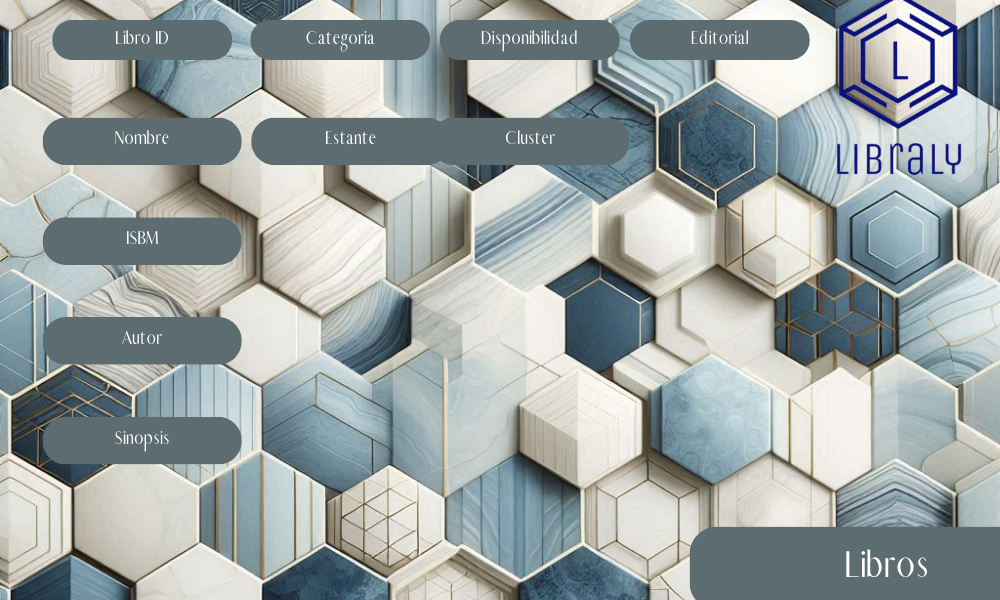 Libro ID
Categoria
Disponibilidad
Editorial
L
LIBRALY
Nombre
Estante
Cluster
ISBM
Autor
Sinopsis
Libros